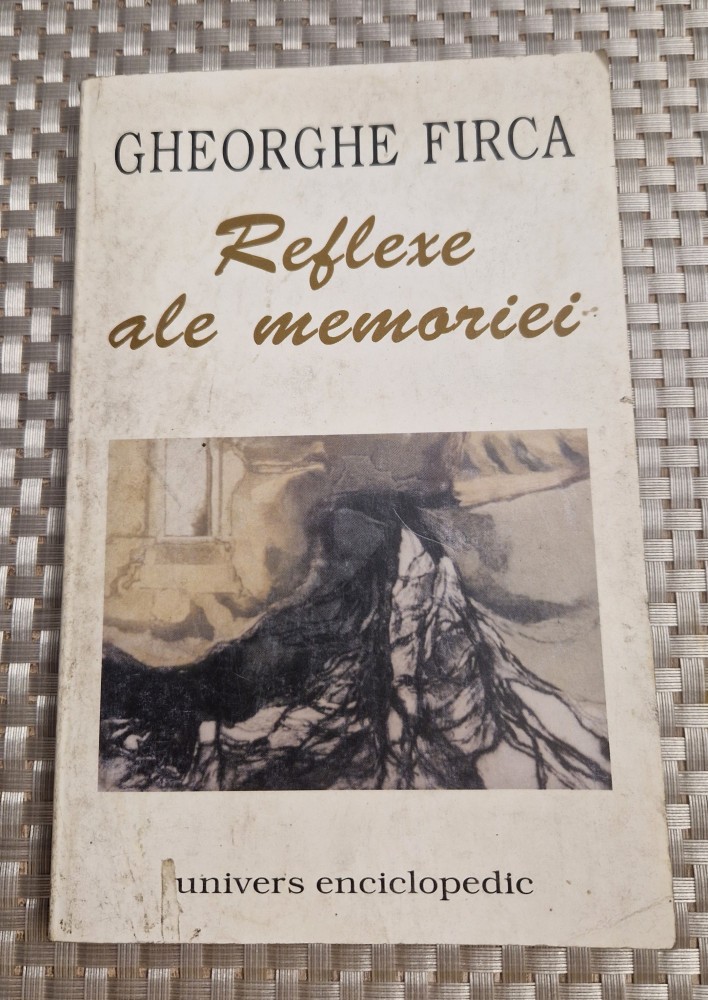 GHEORGHE FIRCA
Reflexe
ale memoriei
univers enciclopedic